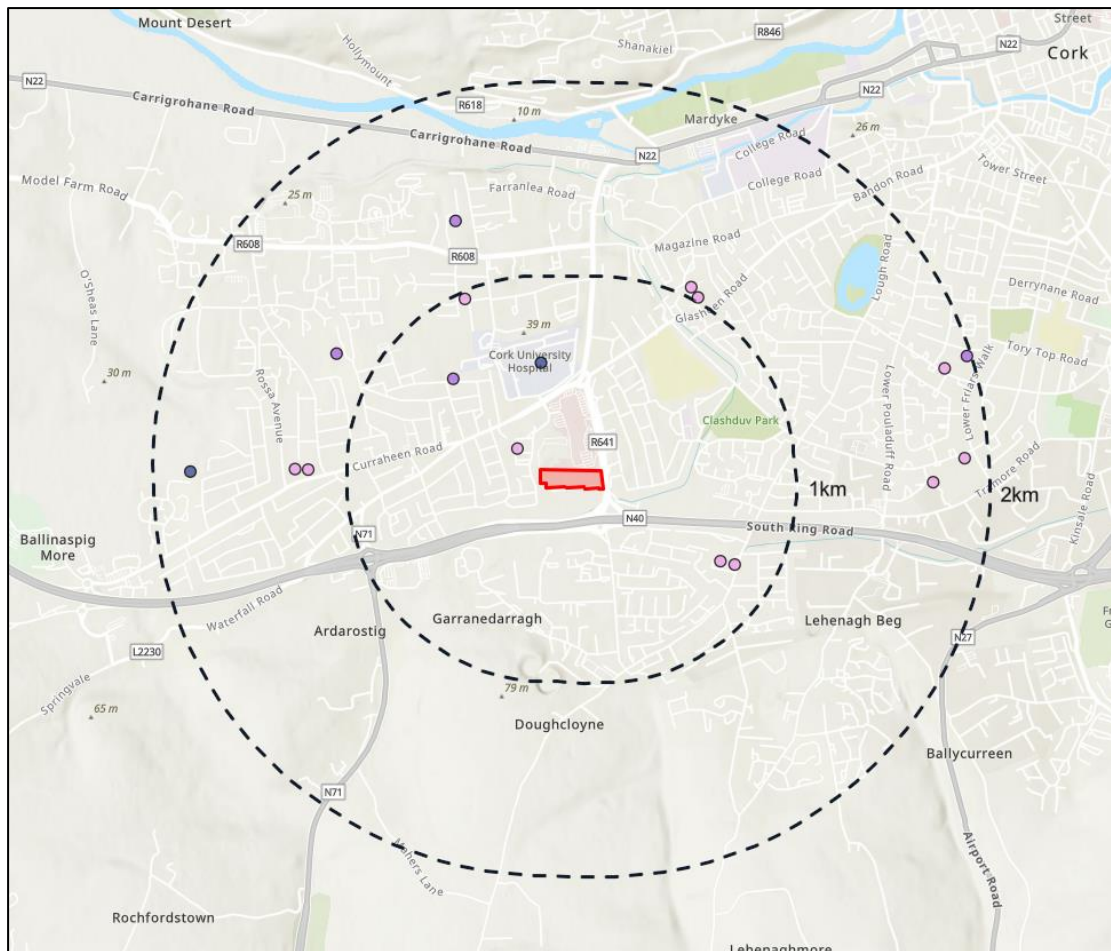 Mount Desert
Hollymount
Shanakiel
R846
Street
N22
Cork
N22
Carrigrohane Road
R618
10 m
N22
Mardyke
Carrigrohane Road
N22
College Road
26 m
Tower Street
Model Farm Road
25 m
Farranlea Road
College Road
Bandon Road
R608
R608
Magazine Road
O'Sheas Lane
Glasheen Road
Lough Road
Derrynane Road
39 m
Cork University
Hospital
30 m
Rossa Avenue
Tory Top Road
Lower Friars Walk
Lower Pouladuff Road
Clashduv Park
R641
Curraheen Road
Tramore Road
1km
2km
Kinsale Road
N40
South Ring Road
N71
Ballinaspig
More
Waterfall Road
Ardarostig
Garranedarragh
Lehenagh Beg
N27
L2230
Springvale
65 m
79 m
Doughcloyne
Ballycurreen
N71
Mahers Lane
Airport Road
Rochfordstown
Lehenaghmore